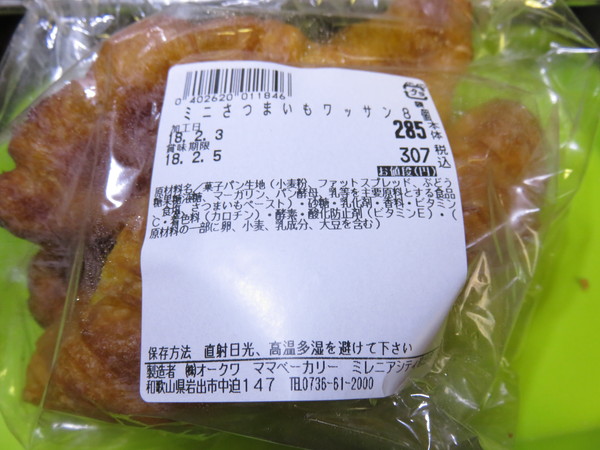 0 402620 011846
プラ
ミニさつまいもワッサン8個
加工日
18.2.3
本体
285
賞味期限
18.2.5
税込
307
お値段(円)
原材料名/菓子パン生地(小麦粉、ファットスプレッド、ぶどう
糖果糖液糖、マーガリン、パン酵母、乳等を主要原料とする食品
、食塩、さつまいもペースト)・砂糖・乳化剤・香料・ビタミン
C・着色料(カロチン)・酵素・酸化防止剤(ビタミンE)・(
原材料の一部に卵、小麦、乳成分、大豆を含む)
保存方法 直射日光、高温多湿を避けて下さい
製造者 ㈱オークワ ママベーカリー ミレニアシティ
和歌山県岩出市中迫147 TEL0736-61-2000